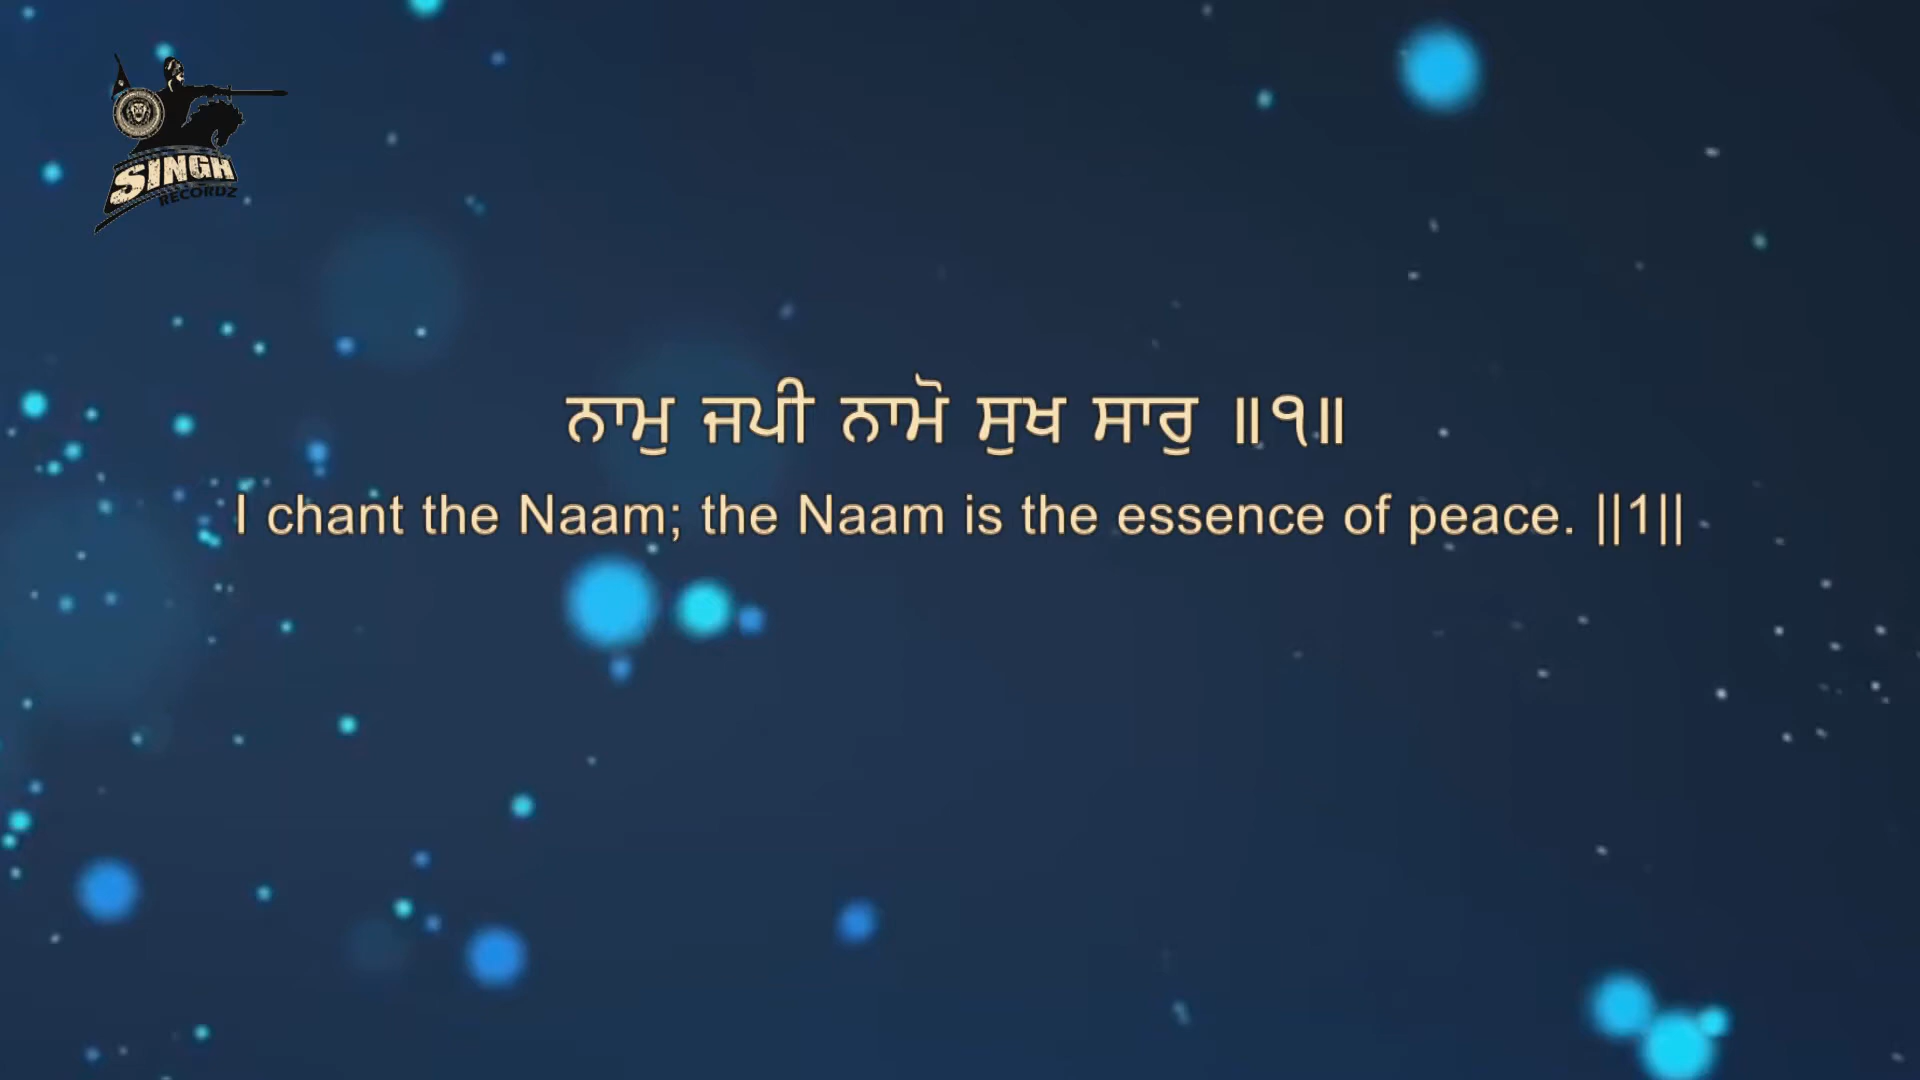 SINGH
RECORDZ
ਨਾਮੁ ਜਪੀ ਨਾਮੋ ਸੁਖ ਸਾਰੁ ॥੧॥
I chant the Naam; the Naam is the essence of peace. ||1||